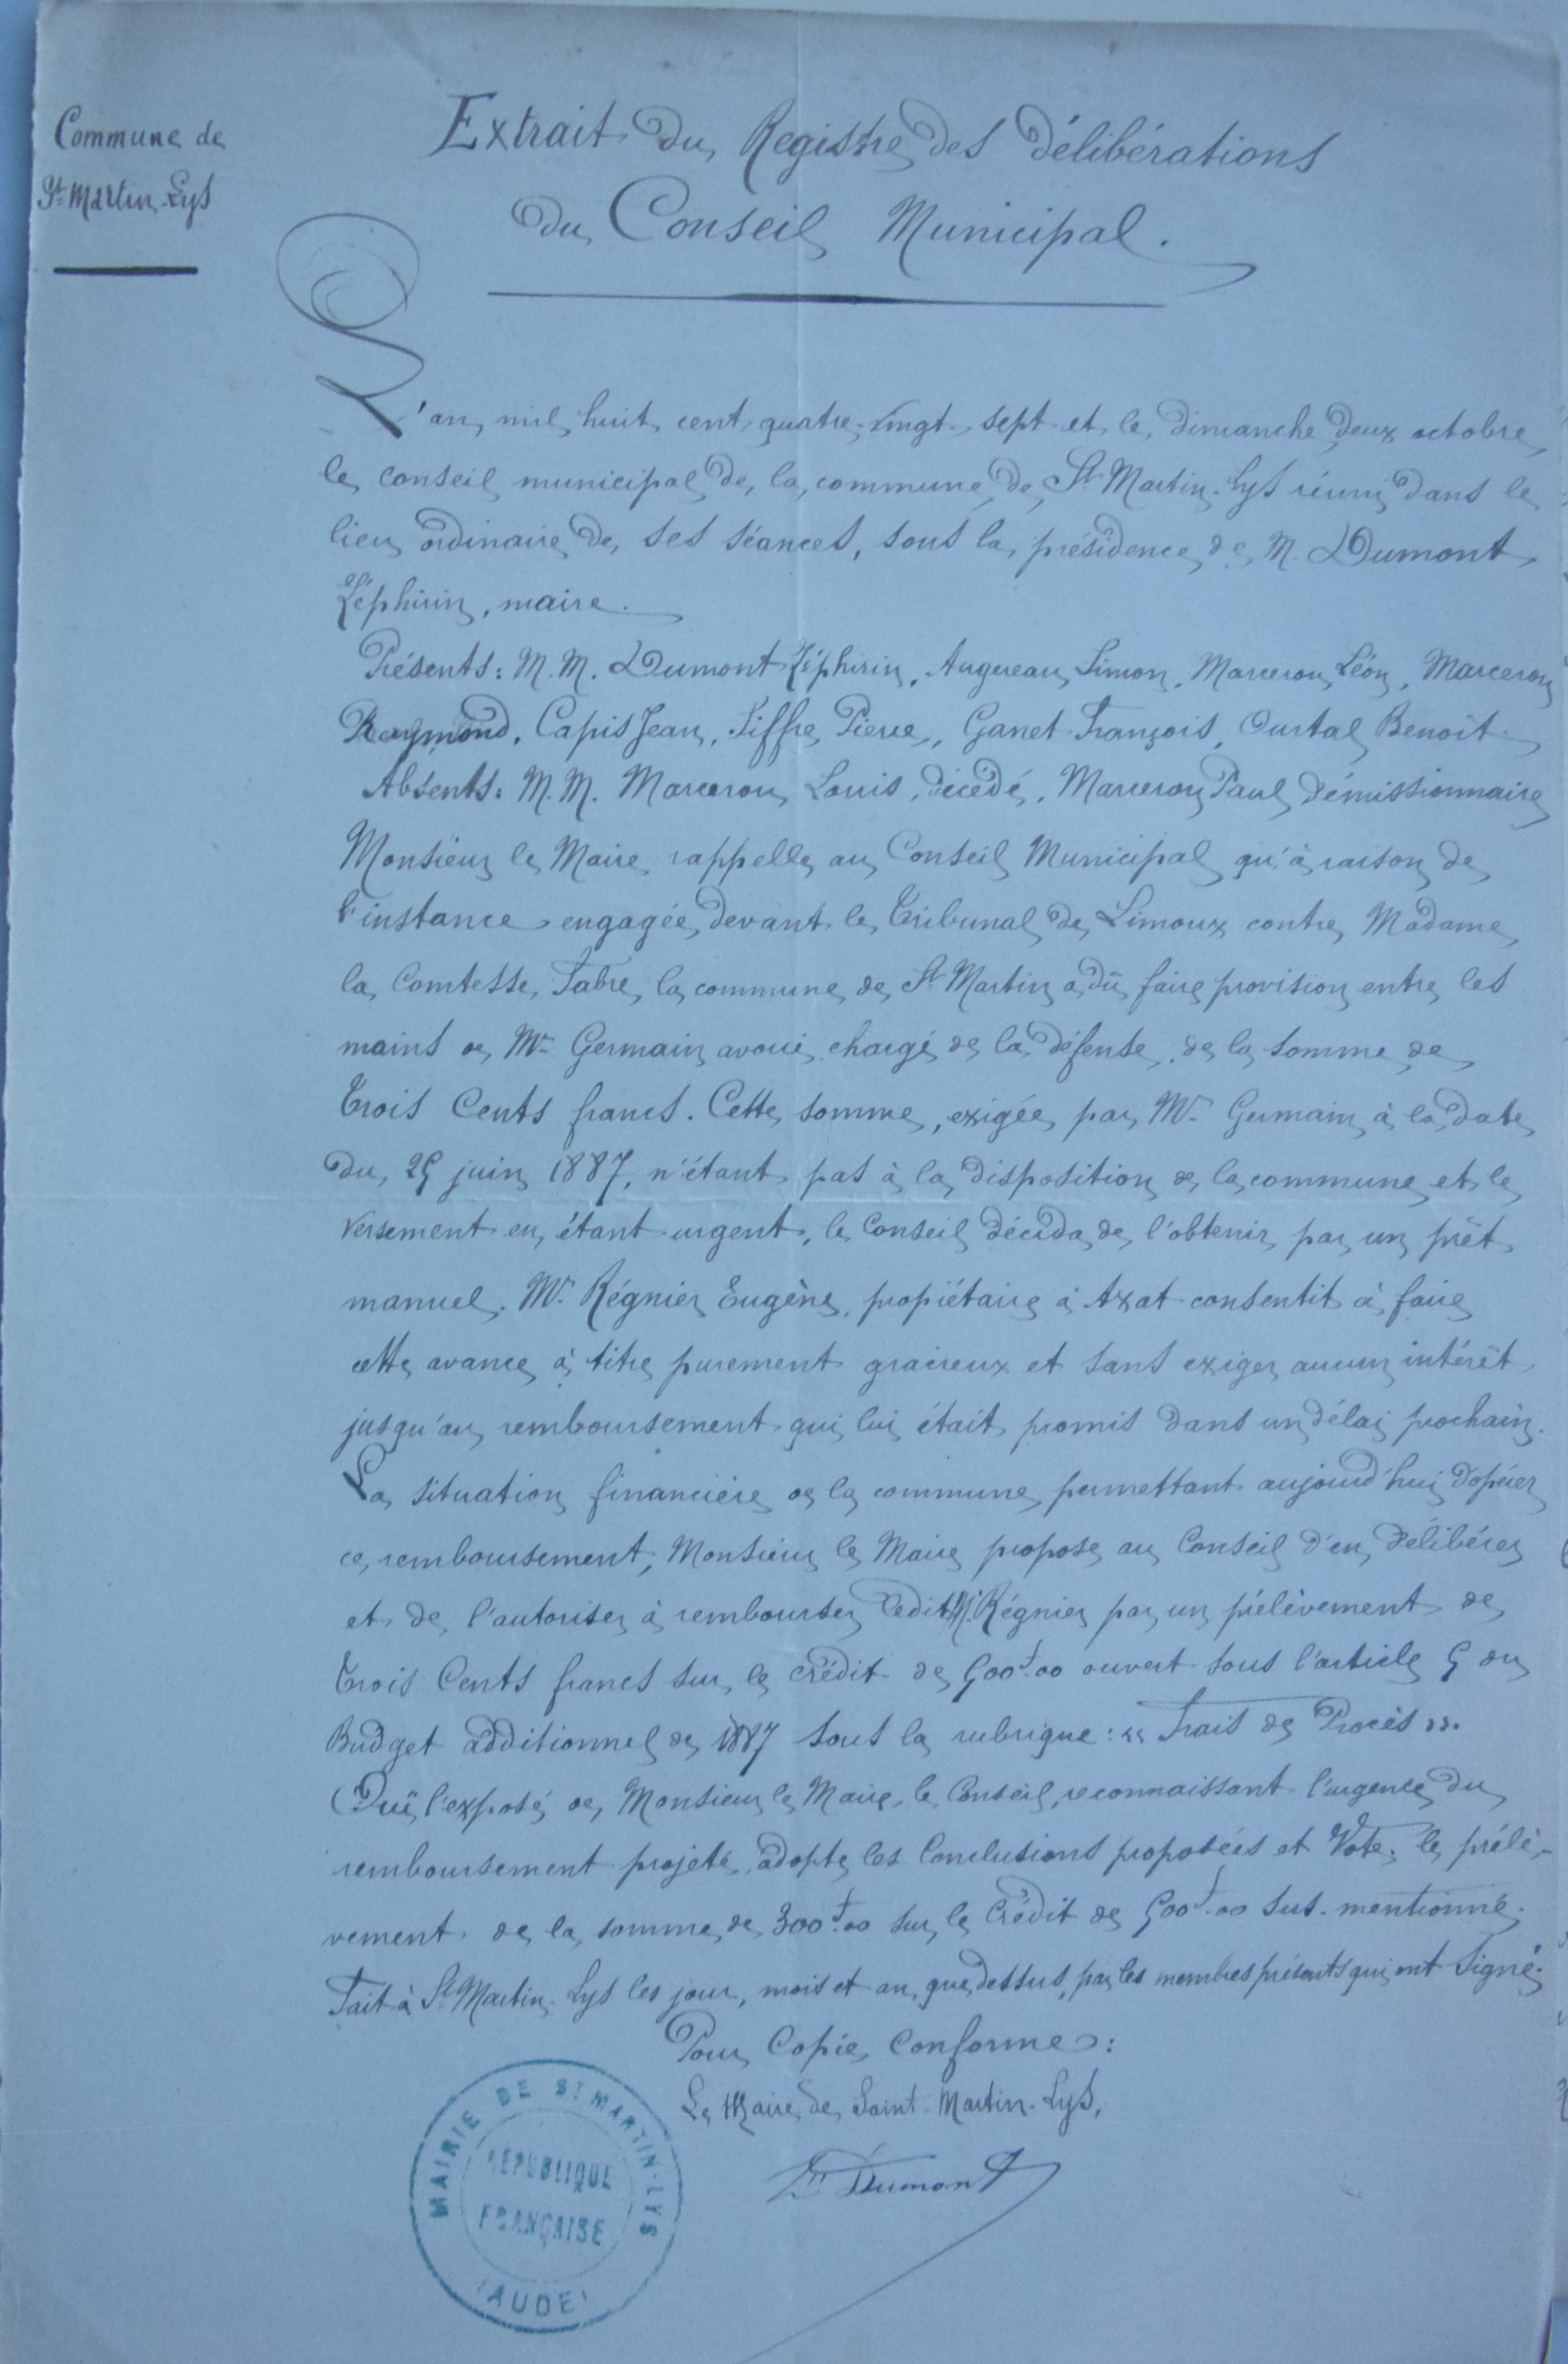 Commune de
St Martin-Lys
Extrait du Registre des délibérations
du Conseil Municipal.
L'an mil huit cent quatre-vingt-sept et le dimanche deux octobre
le conseil municipal de la commune de St Martin-Lys réuni dans le
lieu ordinaire de ses séances, sous la présidence de M. Dumont
Zéphirin, maire.
Présents: M.M. Dumont Zéphirin, Augereau Simon, Marceron Léon, Marceron
Raymond, Capis Jean, Siffre Pierre, Ganet François, Ourtal Benoit.
Absents: M.M. Marceron Louis, décédé, Marceron Paul démissionnaire
Monsieur le Maire rappelle au Conseil Municipal qu'à raison de
l'instance engagée devant le Tribunal de Limoux contre Madame
la Comtesse Fabre, la commune de St Martin a dû faire provision entre les
mains de Me Germain avoué chargé de la défense, de la somme de
Trois Cents francs. Cette somme, exigée par Me Germain à la date
du 25 juin 1887, n'étant pas à la disposition de la commune et le
versement en étant urgent, le Conseil décida de l'obtenir par un prêt
manuel. Mr Régnier Eugène, propiétaire à Axat consentit à faire
cette avance à titre purement gracieux et sans exiger aucun intérêt
jusqu'au remboursement qui lui était promis dans un délai prochain.
La situation financière de la commune permettant aujourd'hui d'opérer
ce remboursement, Monsieur le Maire propose au Conseil d'en délibérer
et de l'autoriser à rembourser ledit M. Régnier par un prélèvement de
Trois Cents francs sur le crédit de 500f.00 ouvert sous l'article 5 du
Budget additionnel de 1887 sous la rubrique: "Frais de Procès".
Ouï l'exposé de Monsieur le Maire, le Conseil, reconnaissant l'urgence du
remboursement projeté, adopte les Conclusions proposées et Vote le prélè-
vement de la somme de 300f.00 sur le Crédit de 500f.00 sus-mentionné.
Fait à St Martin-Lys les jour, mois et an que dessus, par les membres présents qui ont Signé.
Pour Copie Conforme:
Le Maire de Saint-Martin-Lys,
Zn Dumont
MAIRIE DE ST MARTIN-LYS
RÉPUBLIQUE
FRANÇAISE
(AUDE)